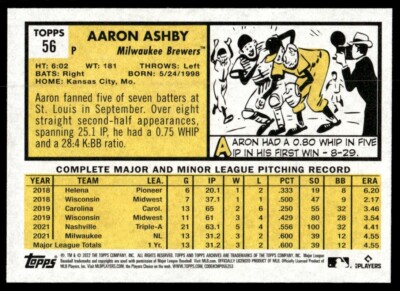 TOPPS
56
P
AARON ASHBY
Milwaukee Brewers™
HT: 6:02 WT: 181 THROWS: Left
BATS: Right BORN: 5/24/1998
HOME: Kansas City, Mo.
Aaron fanned five of seven batters at
St. Louis in September. Over eight
straight second-half appearances,
spanning 25.1 IP, he had a 0.75 WHIP
and a 28:4 K:BB ratio.
AARON HAD A 0.80 WHIP IN FIVE
IP IN HIS FIRST WIN - 8-29.
COMPLETE MAJOR AND MINOR LEAGUE PITCHING RECORD
YEAR TEAM LEA. G IP W L PCT. SO BB ERA
2018 Helena Pioneer 6 20.1 1 2 .333 19 8 6.20
2018 Wisconsin Midwest 7 37.1 1 1 .500 47 9 2.17
2019 Carolina Carol. 13 65.0 2 6 .250 55 32 3.46
2019 Wisconsin Midwest 11 61.0 3 4 .429 80 28 3.54
2021 Nashville Triple-A 21 63.1 5 4 .556 100 32 4.41
2021 Milwaukee NL 13 31.2 3 2 .600 39 12 4.55
Major League Totals 1 Yr. 13 31.2 3 2 .600 39 12 4.55
Topps
MLB
PLAYERS